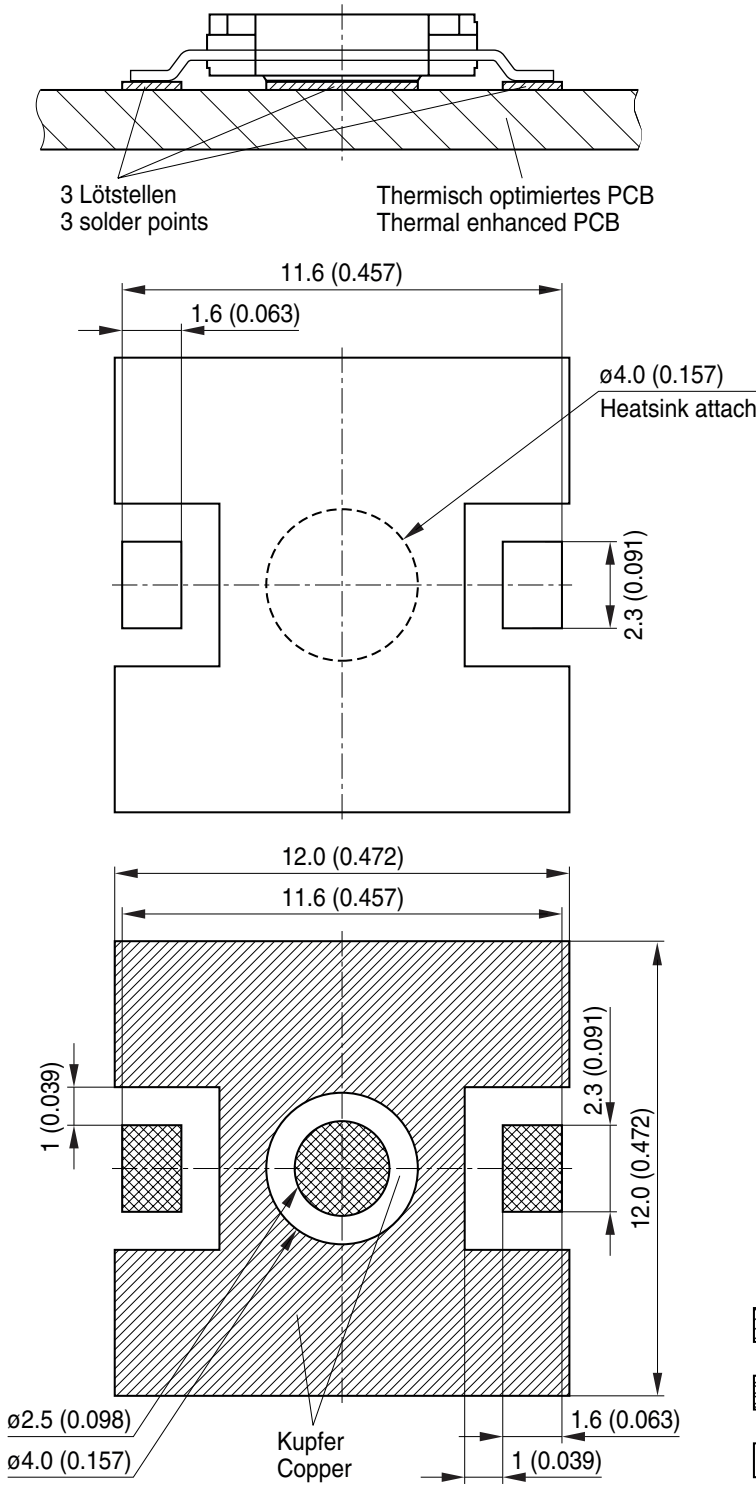 3 Lötstellen
3 solder points
Thermisch optimiertes PCB
Thermal enhanced PCB
11.6 (0.457)
1.6 (0.063)
ø4.0 (0.157)
Heatsink attach
2.3 (0.091)
12.0 (0.472)
11.6 (0.457)
1 (0.039)
2.3 (0.091)
12.0 (0.472)
ø2.5 (0.098)
ø4.0 (0.157)
Kupfer
Copper
1.6 (0.063)
1 (0.039)